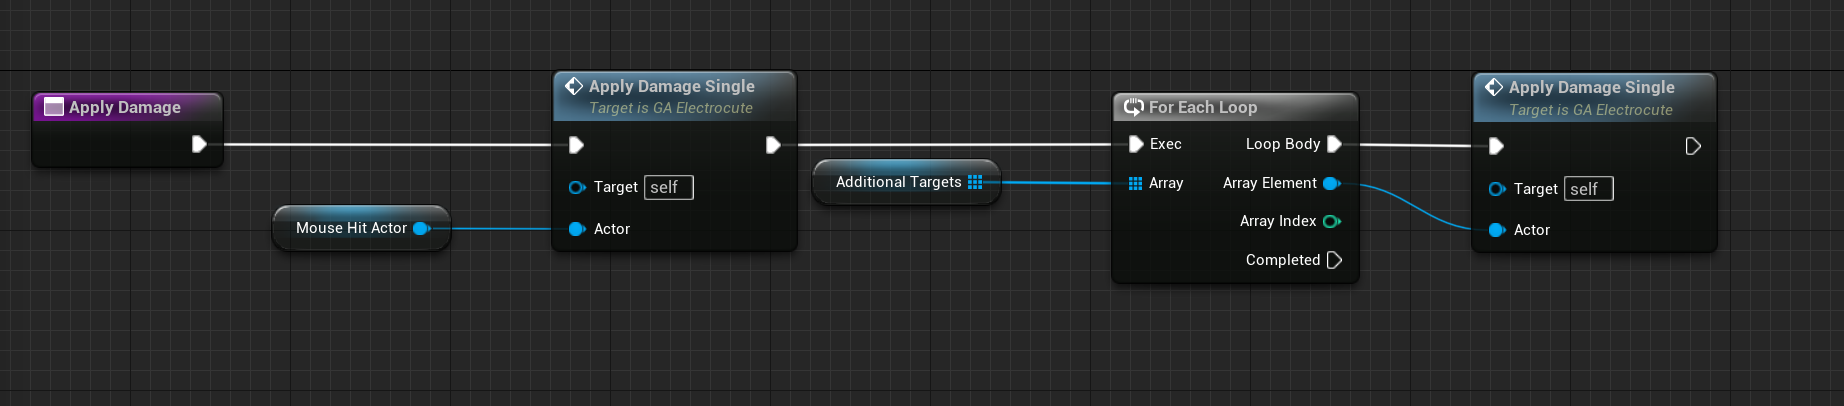 Apply Damage
Mouse Hit Actor
Apply Damage Single
Target is GA Electrocute
Target self
Actor
Additional Targets
For Each Loop
Exec Loop Body
Array Array Element
Array Index
Completed
Apply Damage Single
Target is GA Electrocute
Target self
Actor